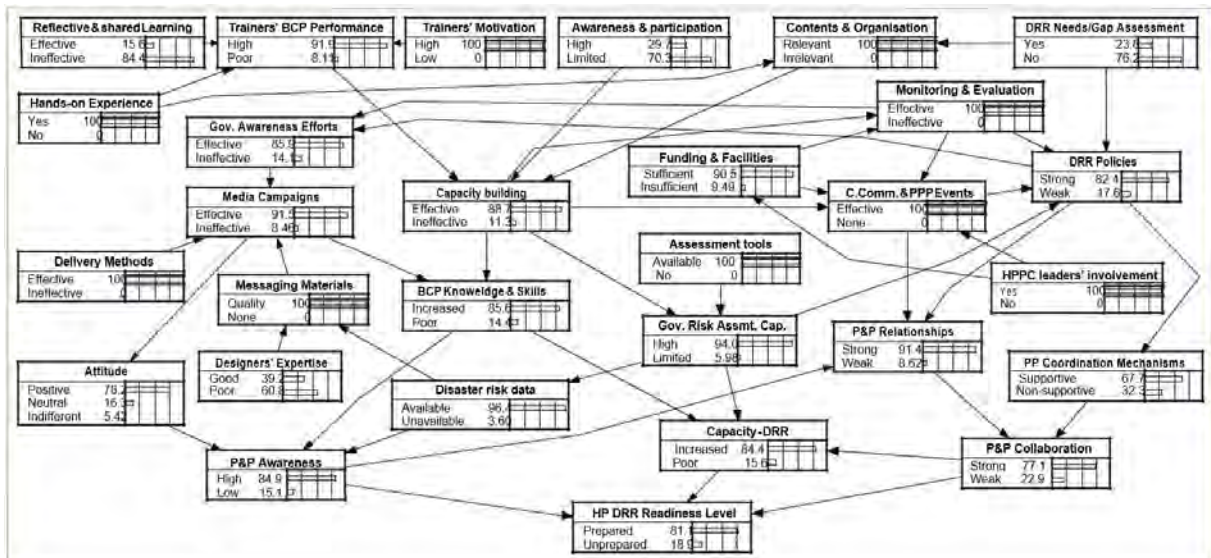 Reflective & shared Learning
Effective 15.6
Ineffective 84.4
Trainers' BCP Performance
High 91.9
Poor 8.11
Trainers' Motivation
High 100
Low 0
Awareness & participation
High 29.7
Limited 70.3
Contents & Organisation
Relevant 100
Irrelevant 0
DRR Needs/Gap Assessment
Yes 23.8
No 76.2
Hands-on Experience
Yes 100
No 0
Gov. Awareness Efforts
Effective 85.9
Ineffective 14.1
Monitoring & Evaluation
Effective 100
Ineffective 0
Funding & Facilities
Sufficient 90.5
Insufficient 9.49
DRR Policies
Strong 82.4
Weak 17.6
Media Campaigns
Effective 91.5
Ineffective 8.46
Capacity building
Effective 88.7
Ineffective 11.3
C.Comm. & PPP Events
Effective 100
None 0
Delivery Methods
Effective 100
Ineffective 0
Messaging Materials
Quality 100
None 0
BCP Knoweldge & Skills
Increased 85.6
Poor 14.4
Assessment tools
Available 100
No 0
HPPC leaders' involvement
Yes 100
No 0
Gov. Risk Assmt. Cap.
High 94.0
Limited 5.98
P&P Relationships
Strong 91.4
Weak 8.62
Attitude
Positive 78.2
Neutral 16.3
Indifferent 5.42
Designers' Expertise
Good 39.2
Poor 60.8
Disaster risk data
Available 96.4
Unavailable 3.60
PP Coordination Mechanisms
Supportive 67.7
Non-supportive 32.3
Capacity-DRR
Increased 84.4
Poor 15.6
P&P Collaboration
Strong 77.1
Weak 22.9
P&P Awareness
High 84.9
Low 15.1
HP DRR Readiness Level
Prepared 81.1
Unprepared 18.9